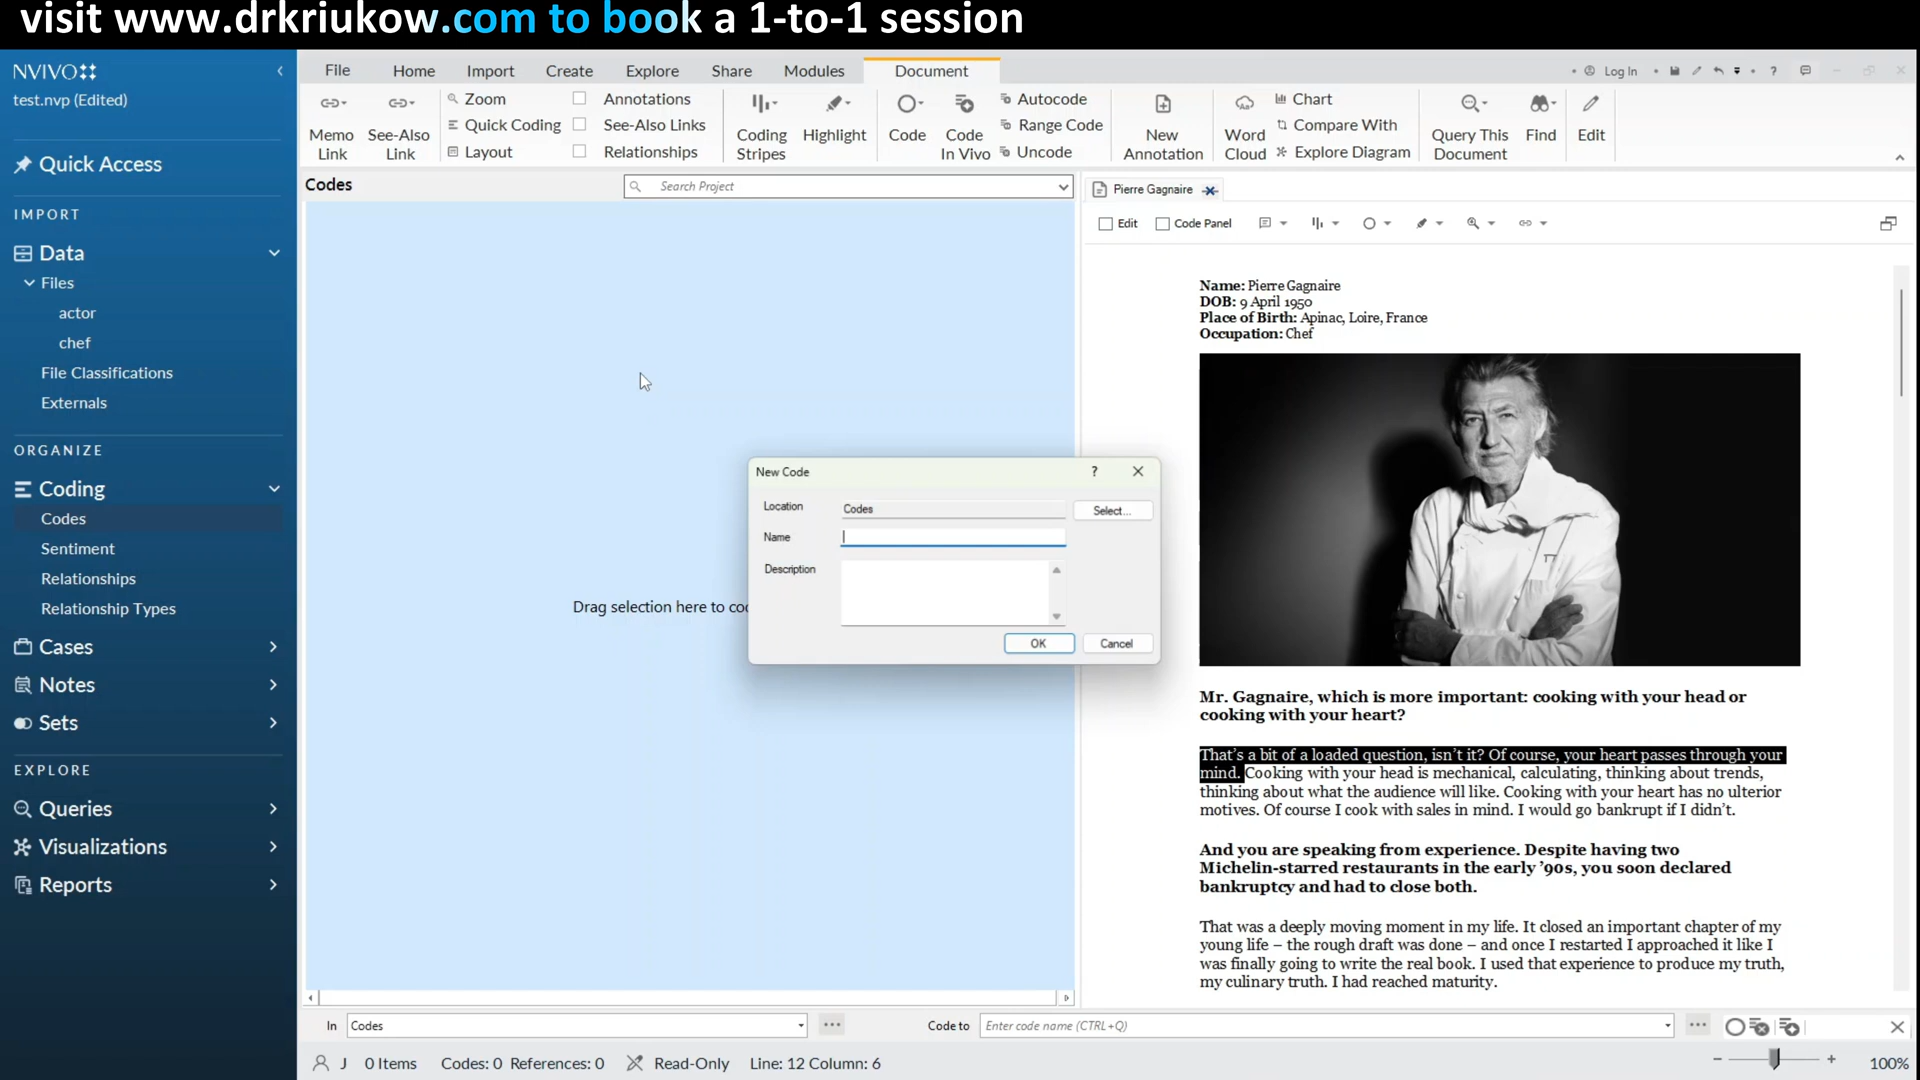 visit www.drkriukow.com to book a 1-to-1 session
NVIVO
test.nvp (Edited)
Quick Access
IMPORT
Data
Files
actor
chef
File Classifications
Externals
ORGANIZE
Coding
Codes
Sentiment
Relationships
Relationship Types
Cases
Notes
Sets
EXPLORE
Queries
Visualizations
Reports
File Home Import Create Explore Share Modules Document
Log In
Memo Link
See-Also Link
Zoom
Quick Coding
Layout
Annotations
See-Also Links
Relationships
Coding Stripes
Highlight
Code
Code In Vivo
Autocode
Range Code
Uncode
New Annotation
Word Cloud
Chart
Compare With
Explore Diagram
Query This Document
Find
Edit
Codes
Search Project
Drag selection here to coo
New Code
?
Location Codes Select...
Name
Description
OK Cancel
Pierre Gagnaire
Edit Code Panel
Name: Pierre Gagnaire
DOB: 9 April 1950
Place of Birth: Apinac, Loire, France
Occupation: Chef
Mr. Gagnaire, which is more important: cooking with your head or
cooking with your heart?
That's a bit of a loaded question, isn't it? Of course, your heart passes through your
mind. Cooking with your head is mechanical, calculating, thinking about trends,
thinking about what the audience will like. Cooking with your heart has no ulterior
motives. Of course I cook with sales in mind. I would go bankrupt if I didn't.
And you are speaking from experience. Despite having two
Michelin-starred restaurants in the early '90s, you soon declared
bankruptcy and had to close both.
That was a deeply moving moment in my life. It closed an important chapter of my
young life – the rough draft was done – and once I restarted I approached it like I
was finally going to write the real book. I used that experience to produce my truth,
my culinary truth. I had reached maturity.
In Codes
Code to Enter code name (CTRL+Q)
J 0 Items Codes: 0 References: 0 Read-Only Line: 12 Column: 6
100%